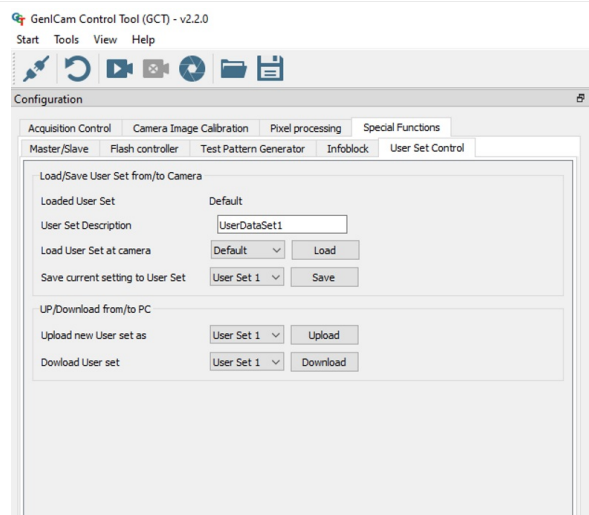 GenICam Control Tool (GCT) - v2.2.0
Start Tools View Help
Configuration
Acquisition Control Camera Image Calibration Pixel processing Special Functions
Master/Slave Flash controller Test Pattern Generator Infoblock User Set Control
Load/Save User Set from/to Camera
Loaded User Set Default
User Set Description UserDataSet1
Load User Set at camera Default Load
Save current setting to User Set User Set 1 Save
UP/Download from/to PC
Upload new User set as User Set 1 Upload
Dowload User set User Set 1 Download